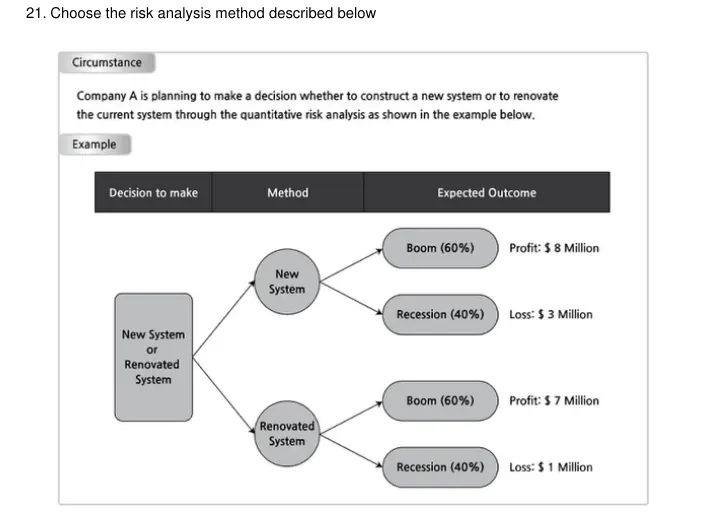 21. Choose the risk analysis method described below
Circumstance
Company A is planning to make a decision whether to construct a new system or to renovate
the current system through the quantitative risk analysis as shown in the example below.
Example
Decision to make
Method
Expected Outcome
New System
or
Renovated
System
New
System
Boom (60%)
Profit: $ 8 Million
Recession (40%)
Loss: $ 3 Million
Renovated
System
Boom (60%)
Profit: $ 7 Million
Recession (40%)
Loss: $ 1 Million